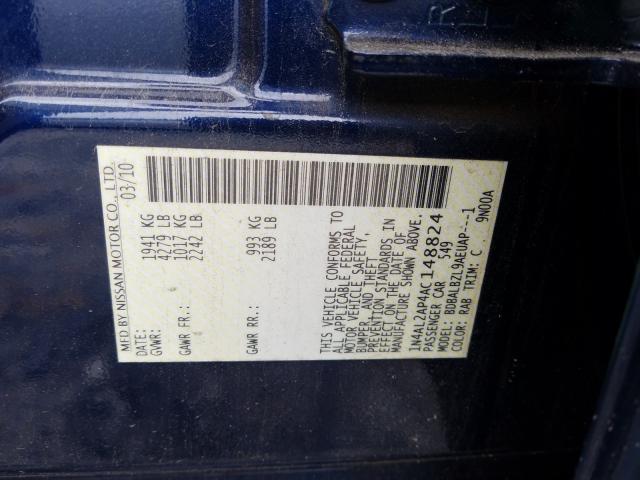 MFD BY NISSAN MOTOR CO., LTD.
03/10
GVWR: 1941 KG
4279 LB
GAWR FR.: 1017 KG
2242 LB
GAWR RR.: 993 KG
2189 LB
THIS VEHICLE CONFORMS TO
ALL APPLICABLE FEDERAL
MOTOR VEHICLE SAFETY,
BUMPER, AND THEFT
PREVENTION STANDARDS IN
EFFECT ON THE DATE OF
MANUFACTURE SHOWN ABOVE.
1N4AL2AP4AC148824
PASSENGER CAR 549
MODEL: BDBALBZL9AEUAP---1
COLOR: RAB TRIM: C 9N00A